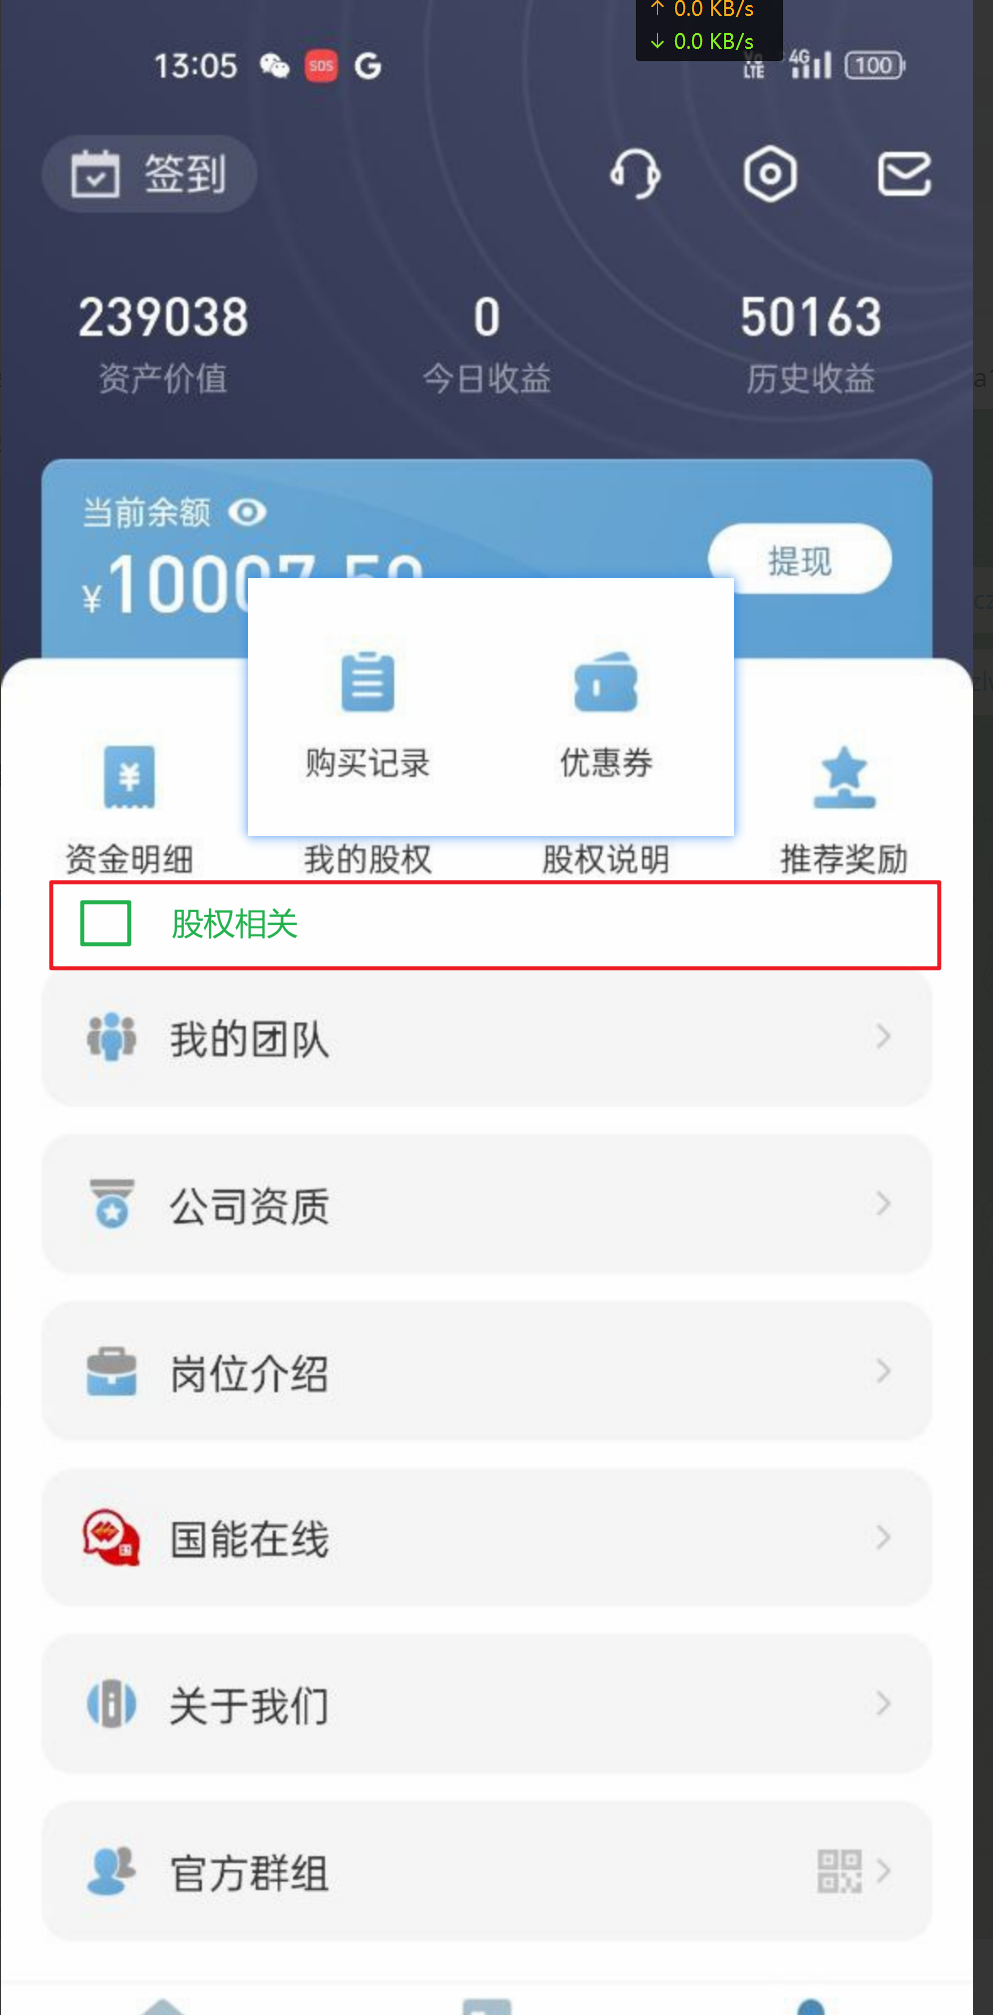 ↑ 0.0 KB/s
↓ 0.0 KB/s
13:05 SOS G VoLTE 4G 100
签到
239038 0 50163
资产价值 今日收益 历史收益
当前余额
¥10007.50
提现
购买记录 优惠券
资金明细 我的股权 股权说明 推荐奖励
股权相关
我的团队
公司资质
岗位介绍
国能在线
关于我们
官方群组